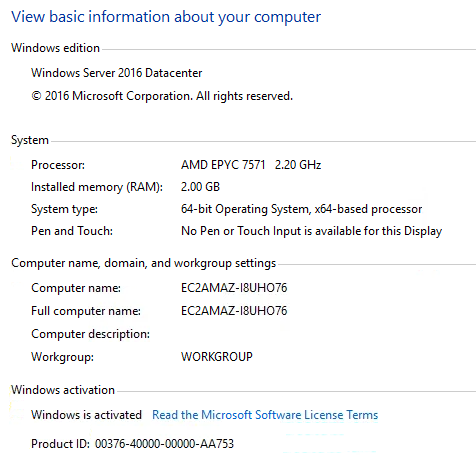 View basic information about your computer
Windows edition
Windows Server 2016 Datacenter
© 2016 Microsoft Corporation. All rights reserved.
System
Processor: AMD EPYC 7571 2.20 GHz
Installed memory (RAM): 2.00 GB
System type: 64-bit Operating System, x64-based processor
Pen and Touch: No Pen or Touch Input is available for this Display
Computer name, domain, and workgroup settings
Computer name: EC2AMAZ-I8UHO76
Full computer name: EC2AMAZ-I8UHO76
Computer description:
Workgroup: WORKGROUP
Windows activation
Windows is activated Read the Microsoft Software License Terms
Product ID: 00376-40000-00000-AA753